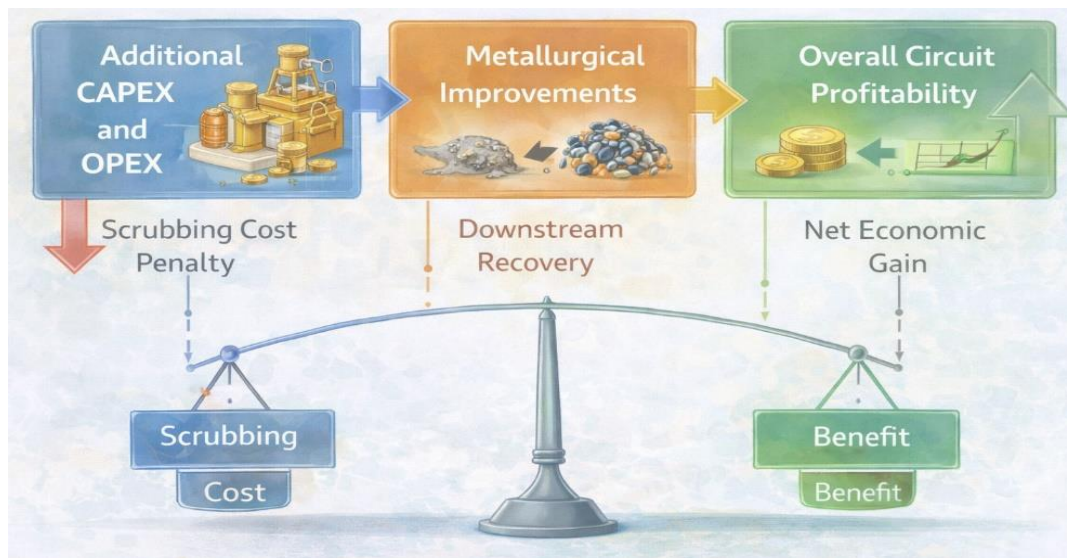 Additional
CAPEX
and
OPEX
Metallurgical
Improvements
Overall Circuit
Profitability
Scrubbing Cost
Penalty
Downstream
Recovery
Net Economic
Gain
Scrubbing
Cost
Benefit
Benefit